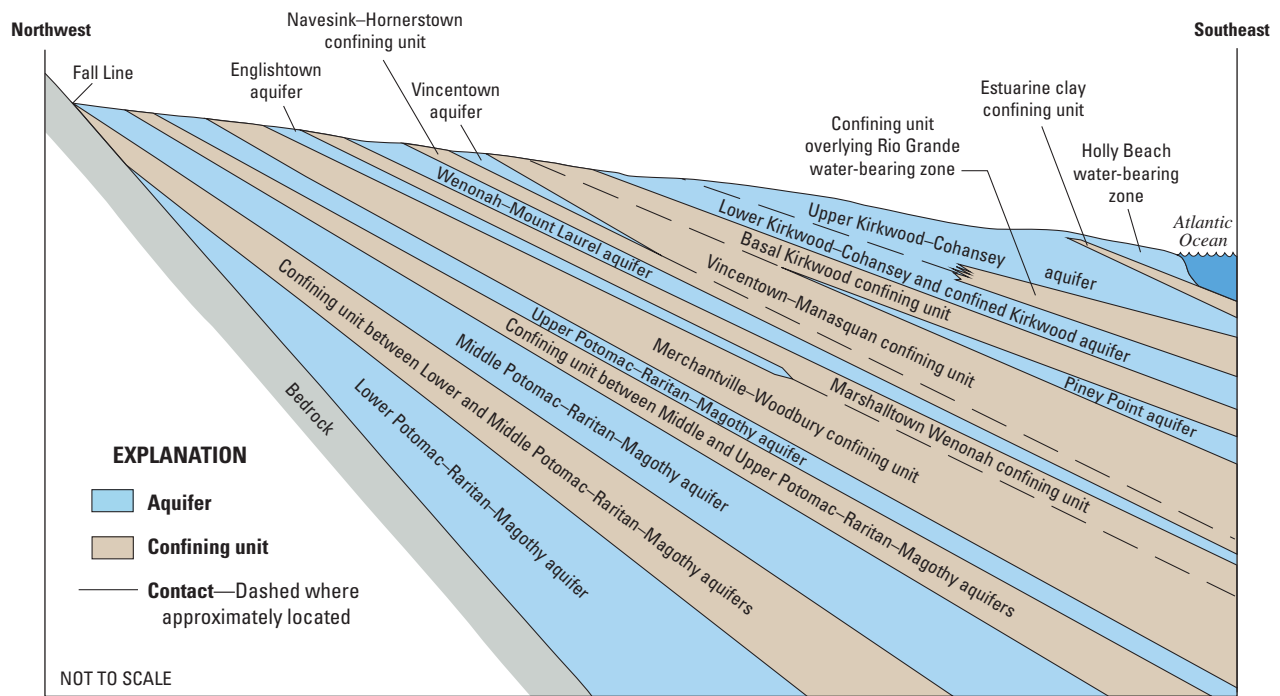 Northwest
Southeast
Fall Line
Englishtown
aquifer
Navesink–Hornerstown
confining unit
Vincentown
aquifer
Confining unit
overlying Rio Grande
water-bearing zone
Estuarine clay
confining unit
Holly Beach
water-bearing
zone
Atlantic
Ocean
Wenonah–Mount Laurel aquifer
Upper Kirkwood–Cohansey
aquifer
Lower Kirkwood–Cohansey and confined Kirkwood aquifer
Basal Kirkwood confining unit
Vincentown–Manasquan confining unit
Piney Point aquifer
Marshalltown Wenonah confining unit
Merchantville–Woodbury confining unit
Upper Potomac–Raritan–Magothy aquifer
Confining unit between Middle and Upper Potomac–Raritan–Magothy aquifers
Middle Potomac–Raritan–Magothy aquifer
Confining unit between Lower and Middle Potomac–Raritan–Magothy aquifers
Lower Potomac–Raritan–Magothy aquifer
Bedrock
EXPLANATION
Aquifer
Confining unit
Contact—Dashed where
approximately located
NOT TO SCALE